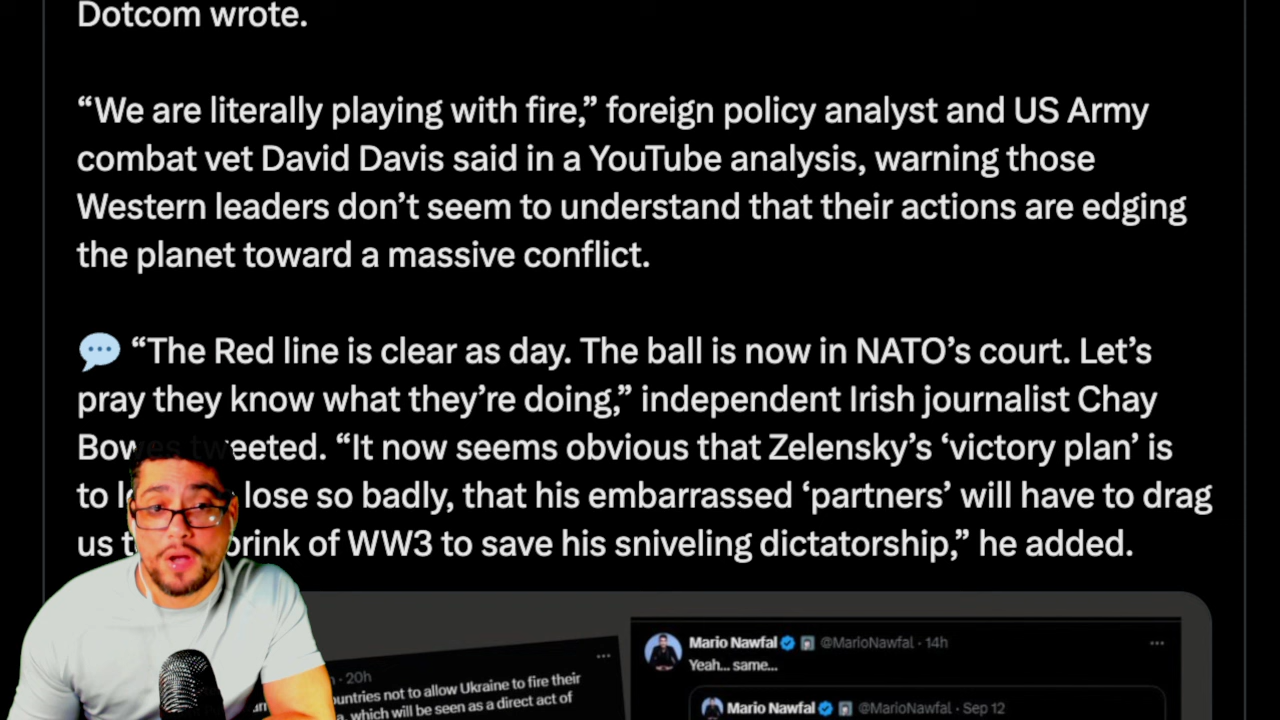 Dotcom wrote.
“We are literally playing with fire,” foreign policy analyst and US Army
combat vet David Davis said in a YouTube analysis, warning those
Western leaders don’t seem to understand that their actions are edging
the planet toward a massive conflict.
“The Red line is clear as day. The ball is now in NATO’s court. Let’s
pray they know what they’re doing,” independent Irish journalist Chay
Bowes tweeted. “It now seems obvious that Zelensky’s ‘victory plan’ is
to lose so badly, that his embarrassed ‘partners’ will have to drag
us brink of WW3 to save his sniveling dictatorship,” he added.
Mario Nawfal @MarioNawfal · 14h
Yeah... same...
· 20h
ountries not to allow Ukraine to fire their
which will be seen as a direct act of
Mario Nawfal @MarioNawfal · Sep 12